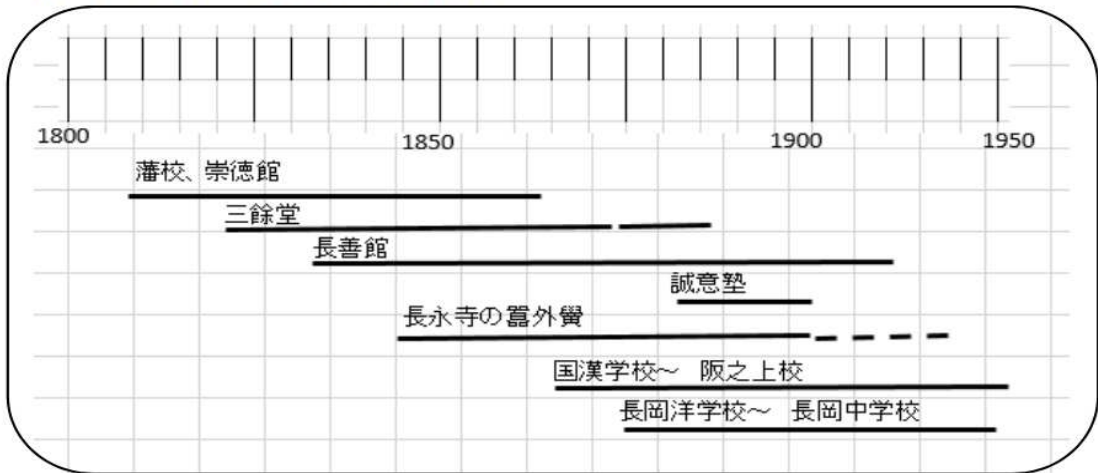 1800 1850 1900 1950
藩校、崇徳館
三餘堂
長善館
誠意塾
長永寺の嚣外黌
国漢学校～ 阪之上校
長岡洋学校～ 長岡中学校